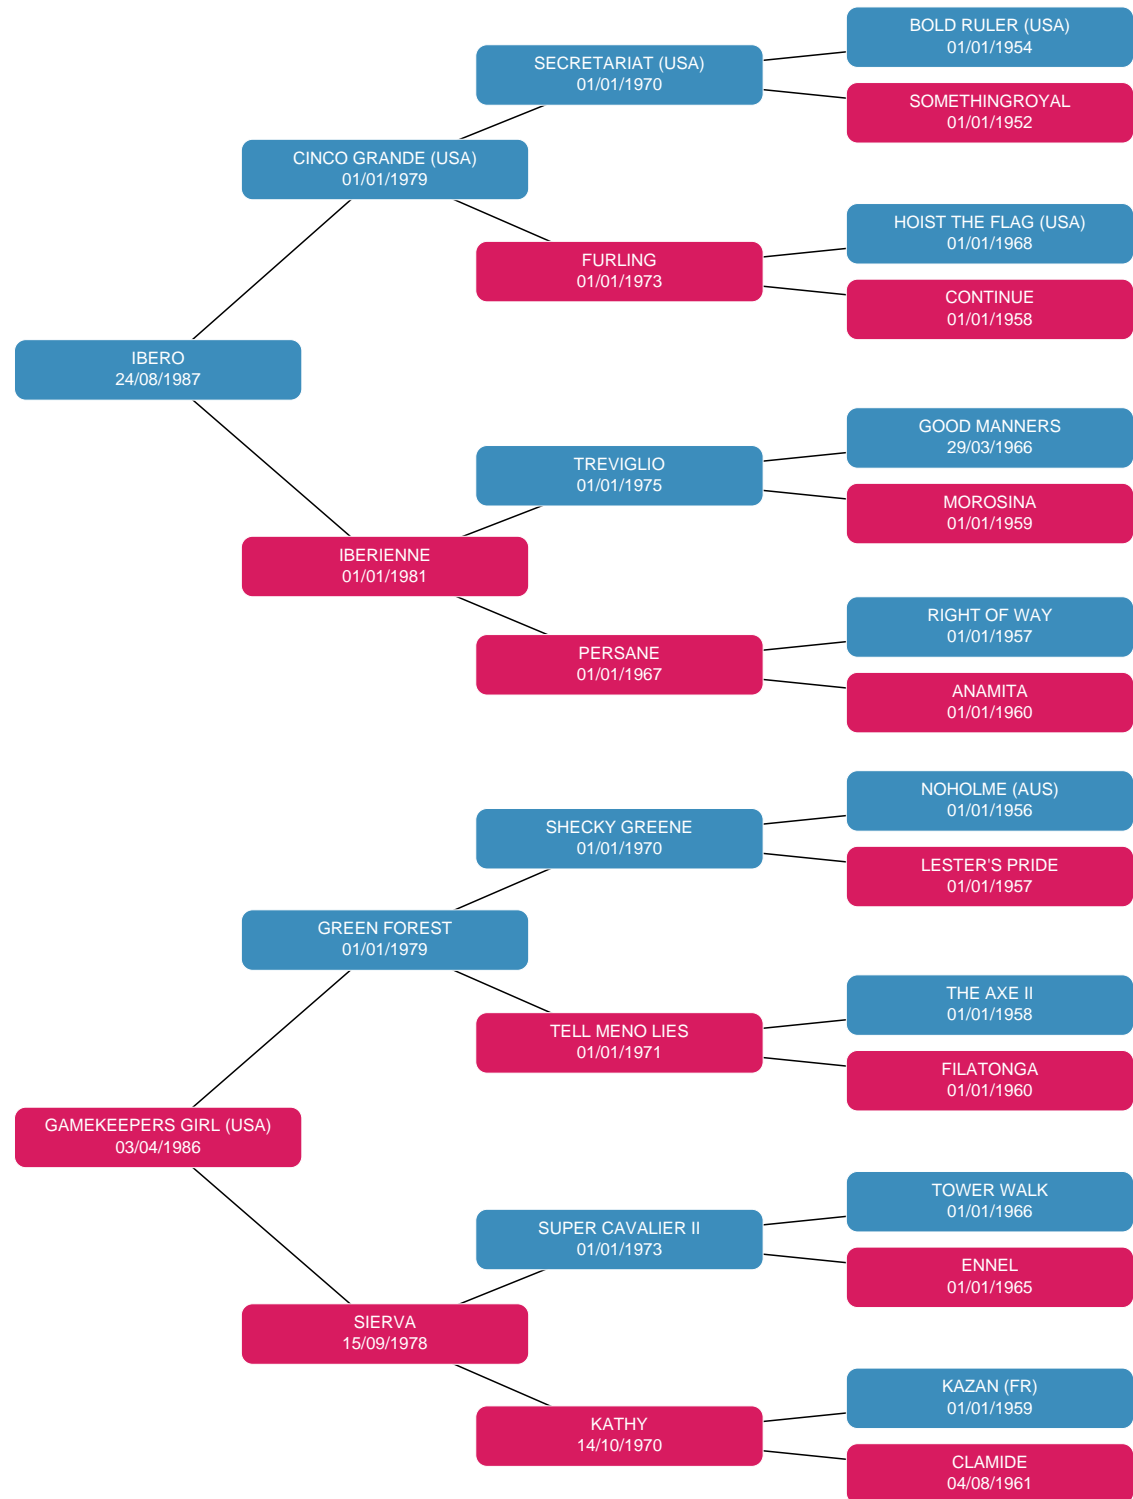 BOLD RULER (USA)
01/01/1954
SECRETARIAT (USA)
01/01/1970
SOMETHINGROYAL
01/01/1952
CINCO GRANDE (USA)
01/01/1979
HOIST THE FLAG (USA)
01/01/1968
FURLING
01/01/1973
CONTINUE
01/01/1958
IBERO
24/08/1987
GOOD MANNERS
29/03/1966
TREVIGLIO
01/01/1975
MOROSINA
01/01/1959
IBERIENNE
01/01/1981
RIGHT OF WAY
01/01/1957
PERSANE
01/01/1967
ANAMITA
01/01/1960
NOHOLME (AUS)
01/01/1956
SHECKY GREENE
01/01/1970
LESTER'S PRIDE
01/01/1957
GREEN FOREST
01/01/1979
THE AXE II
01/01/1958
TELL MENO LIES
01/01/1971
FILATONGA
01/01/1960
GAMEKEEPERS GIRL (USA)
03/04/1986
TOWER WALK
01/01/1966
SUPER CAVALIER II
01/01/1973
ENNEL
01/01/1965
SIERVA
15/09/1978
KAZAN (FR)
01/01/1959
KATHY
14/10/1970
CLAMIDE
04/08/1961